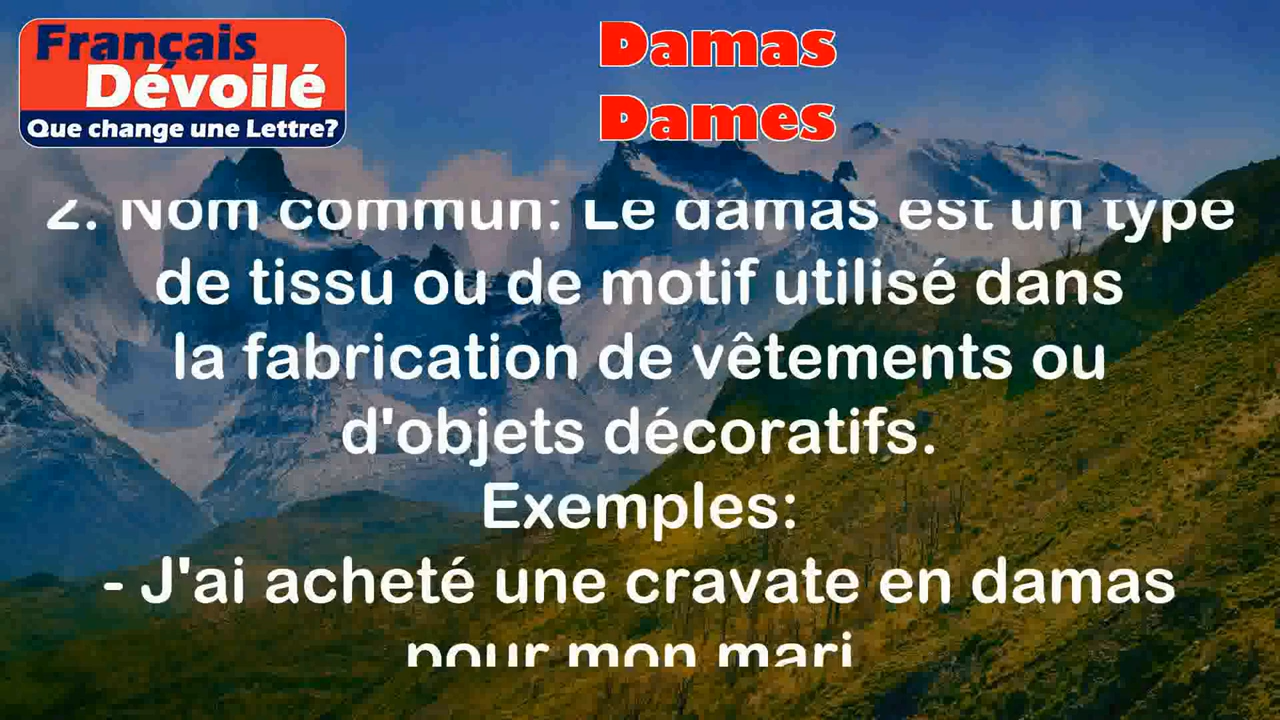 Français
Dévoilé
Que change une Lettre?
Damas
Dames
2. Nom commun: Le damas est un type
de tissu ou de motif utilisé dans
la fabrication de vêtements ou
d'objets décoratifs.
Exemples:
- J'ai acheté une cravate en damas
pour mon mari